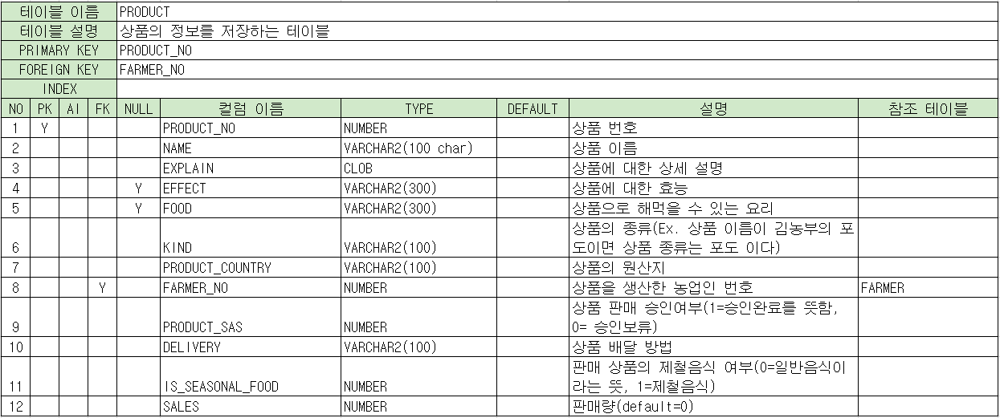 테이블 이름 PRODUCT
테이블 설명 상품의 정보를 저장하는 테이블
PRIMARY KEY PRODUCT_NO
FOREIGN KEY FARMER_NO
INDEX
NO PK AI FK NULL 컬럼 이름 TYPE DEFAULT 설명 참조 테이블
1 Y PRODUCT_NO NUMBER 상품 번호
2 NAME VARCHAR2(100 char) 상품 이름
3 EXPLAIN CLOB 상품에 대한 상세 설명
4 Y EFFECT VARCHAR2(300) 상품에 대한 효능
5 Y FOOD VARCHAR2(300) 상품으로 해먹을 수 있는 요리
상품의 종류(Ex. 상품 이름이 김농부의 포
6 KIND VARCHAR2(100) 도이면 상품 종류는 포도 이다)
7 PRODUCT_COUNTRY VARCHAR2(100) 상품의 원산지
8 Y FARMER_NO NUMBER 상품을 생산한 농업인 번호 FARMER
상품 판매 승인여부(1=승인완료를 뜻함,
9 PRODUCT_SAS NUMBER 0= 승인보류)
10 DELIVERY VARCHAR2(100) 상품 배달 방법
판매 상품의 제철음식 여부(0=일반음식이
11 IS_SEASONAL_FOOD NUMBER 라는 뜻, 1=제철음식)
12 SALES NUMBER 판매량(default=0)